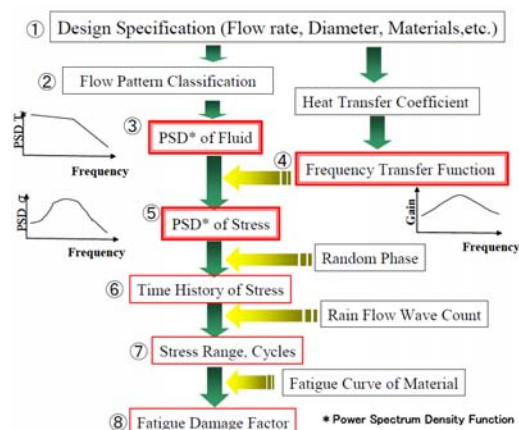 ① Design Specification (Flow rate, Diameter, Materials,etc.)
② Flow Pattern Classification
Heat Transfer Coefficient
③ PSD* of Fluid
④ Frequency Transfer Function
PSD T
Frequency
PSD σ
Frequency
Gain
Frequency
⑤ PSD* of Stress
Random Phase
⑥ Time History of Stress
Rain Flow Wave Count
⑦ Stress Range, Cycles
Fatigue Curve of Material
⑧ Fatigue Damage Factor
* Power Spectrum Density Function